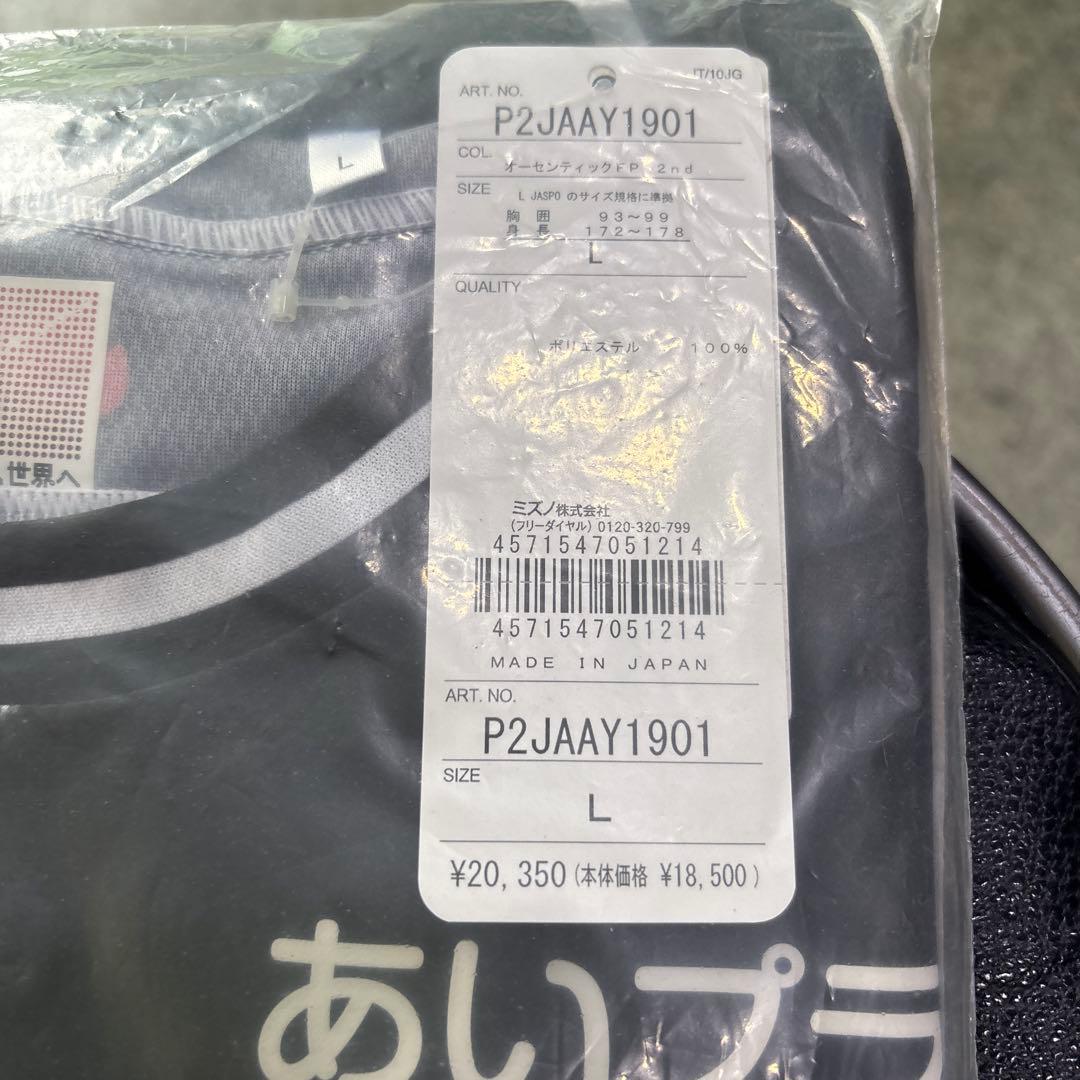 IT/10JG
ART. NO.
P2JAAY1901
COL.
オーセンティックFP 2nd
SIZE
L JASPO のサイズ規格に準拠
胸 囲 93～99
身 長 172～178
L
QUALITY
ポリエステル 100%
ミズノ株式会社
(フリーダイヤル) 0120-320-799
4571547051214
4571547051214
MADE IN JAPAN
ART. NO.
P2JAAY1901
SIZE
L
¥20,350(本体価格 ¥18,500)
L
世界へ
あいプラ